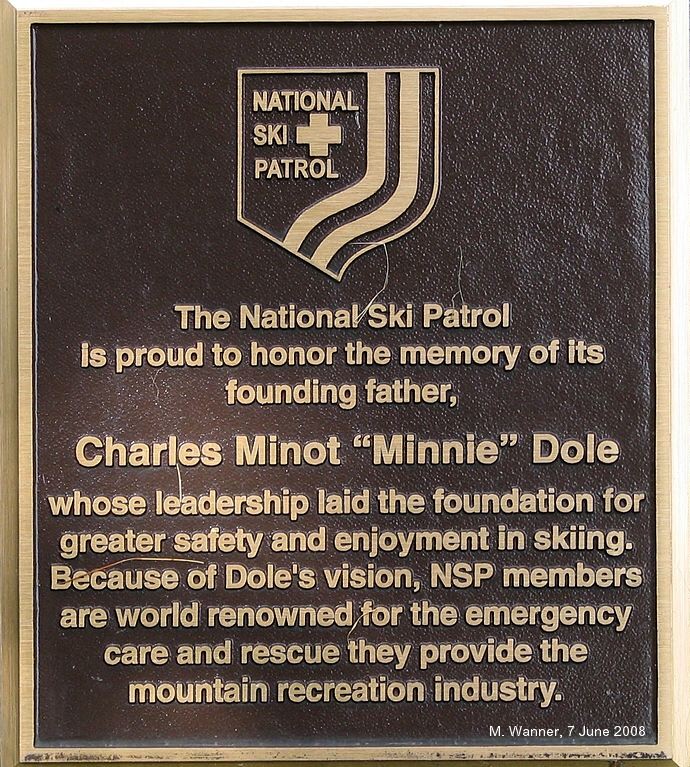 NATIONAL
SKI
PATROL
The National Ski Patrol
is proud to honor the memory of its
founding father,
Charles Minot “Minnie” Dole
whose leadership laid the foundation for
greater safety and enjoyment in skiing.
Because of Dole's vision, NSP members
are world renowned for the emergency
care and rescue they provide the
mountain recreation industry.
M. Wanner, 7 June 2008